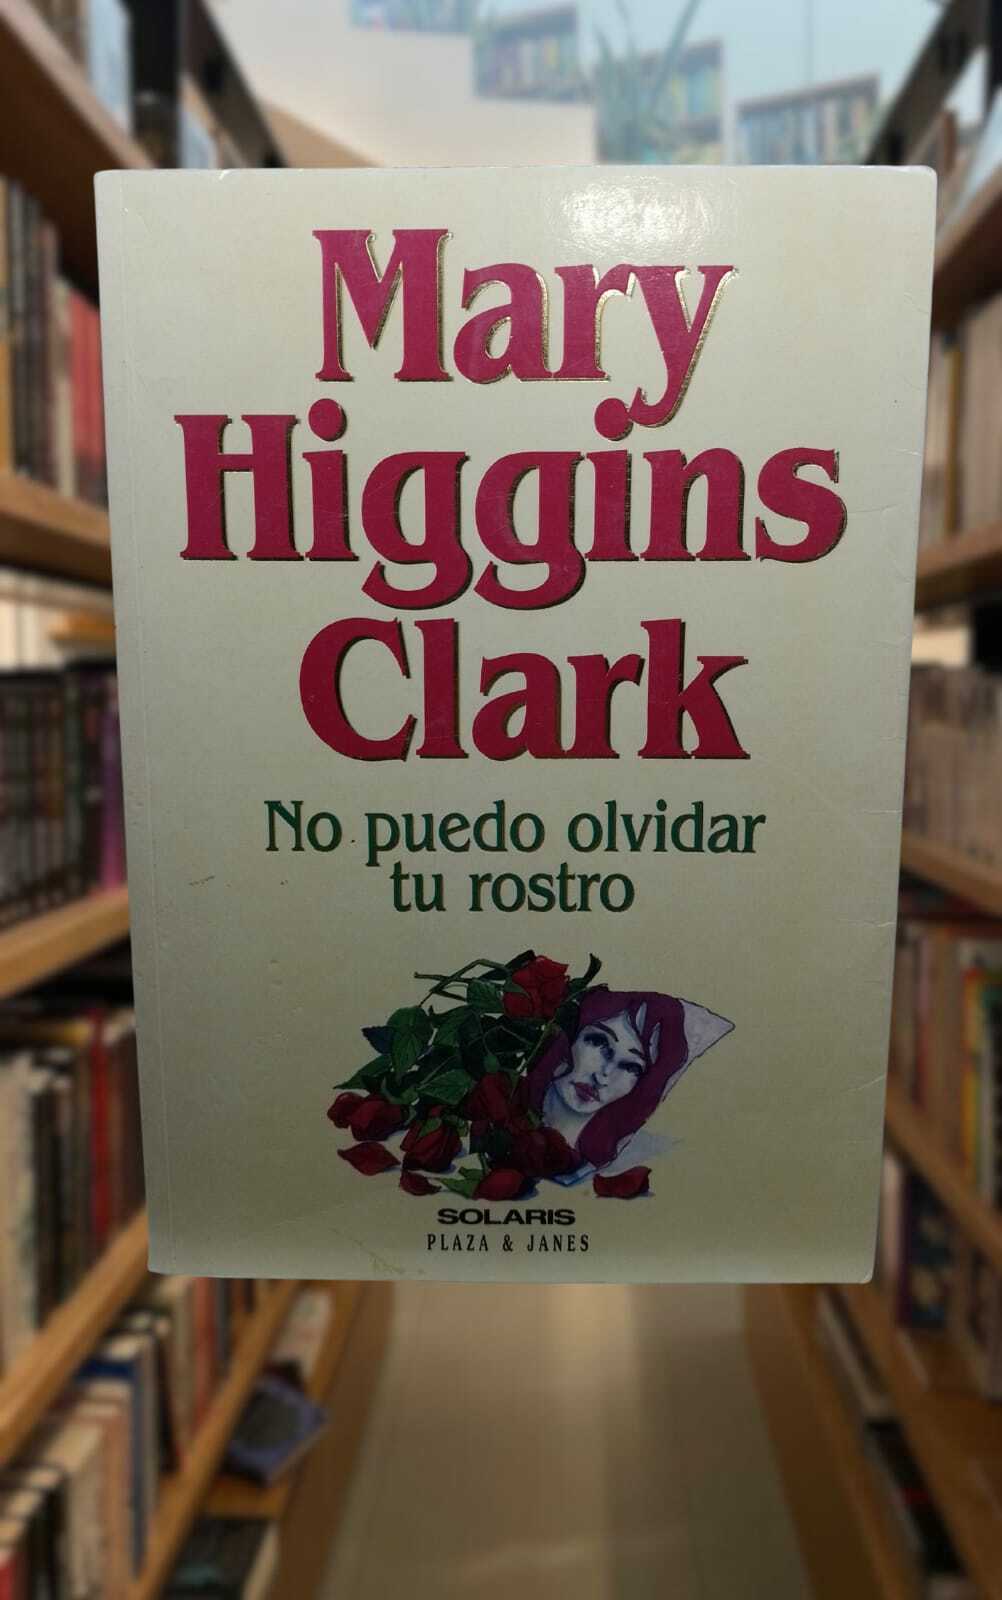 Mary
Higgins
Clark
No puedo olvidar
tu rostro
SOLARIS
PLAZA & JANES